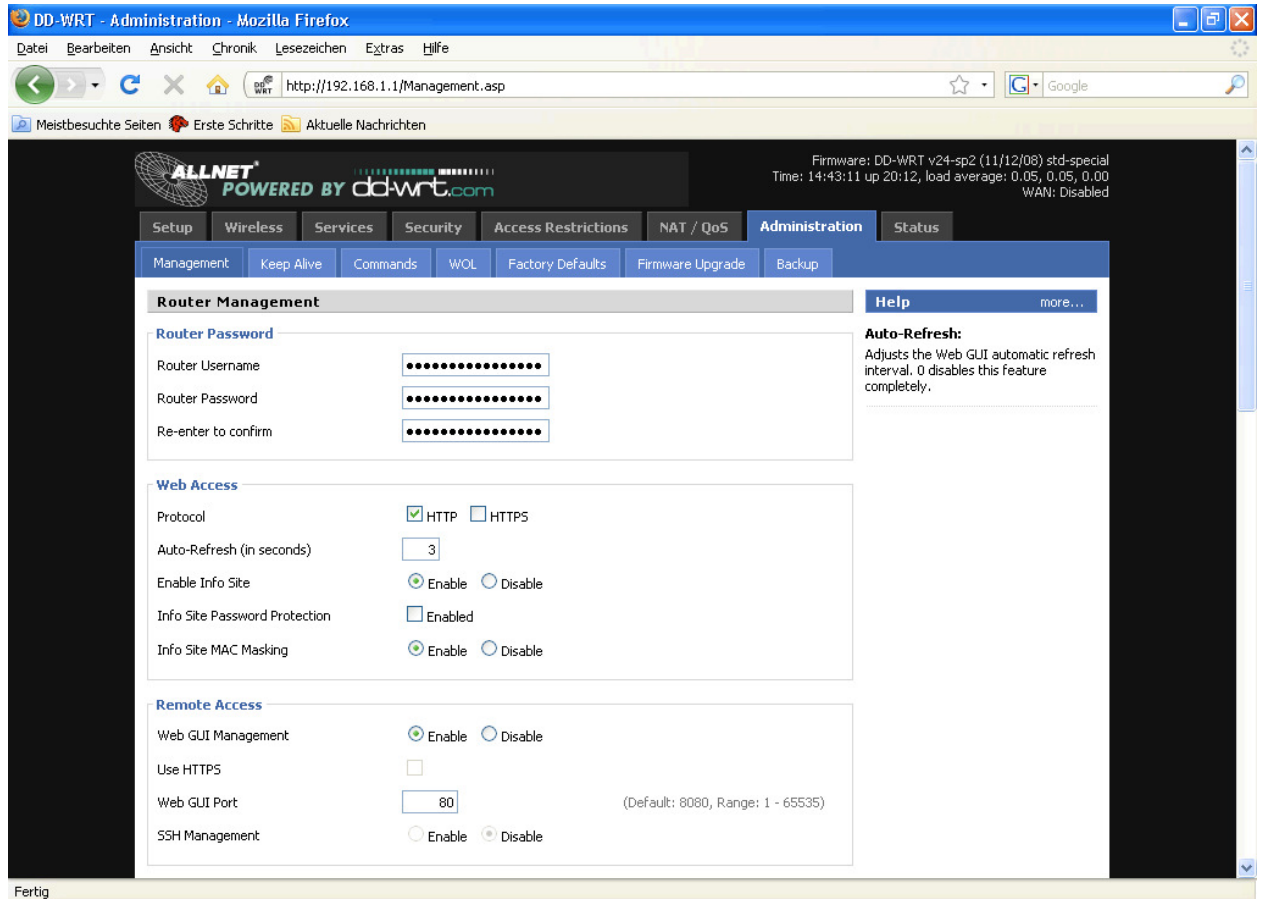 DD-WRT - Administration - Mozilla Firefox
Datei Bearbeiten Ansicht Chronik Lesezeichen Extras Hilfe
DD WRT http://192.168.1.1/Management.asp G Google
Meistbesuchte Seiten Erste Schritte Aktuelle Nachrichten
ALLNET
POWERED BY dd-wrt.com
Firmware: DD-WRT v24-sp2 (11/12/08) std-special
Time: 14:43:11 up 20:12, load average: 0.05, 0.05, 0.00
WAN: Disabled
Setup Wireless Services Security Access Restrictions NAT / QoS Administration Status
Management Keep Alive Commands WOL Factory Defaults Firmware Upgrade Backup
Router Management
Router Password
Router Username ●●●●●●●●●●●●●●●●
Router Password ●●●●●●●●●●●●●●●●
Re-enter to confirm ●●●●●●●●●●●●●●●●
Web Access
Protocol HTTP HTTPS
Auto-Refresh (in seconds) 3
Enable Info Site Enable Disable
Info Site Password Protection Enabled
Info Site MAC Masking Enable Disable
Remote Access
Web GUI Management Enable Disable
Use HTTPS
Web GUI Port 80 (Default: 8080, Range: 1 - 65535)
SSH Management Enable Disable
Help more...
Auto-Refresh:
Adjusts the Web GUI automatic refresh
interval. 0 disables this feature
completely.
Fertig